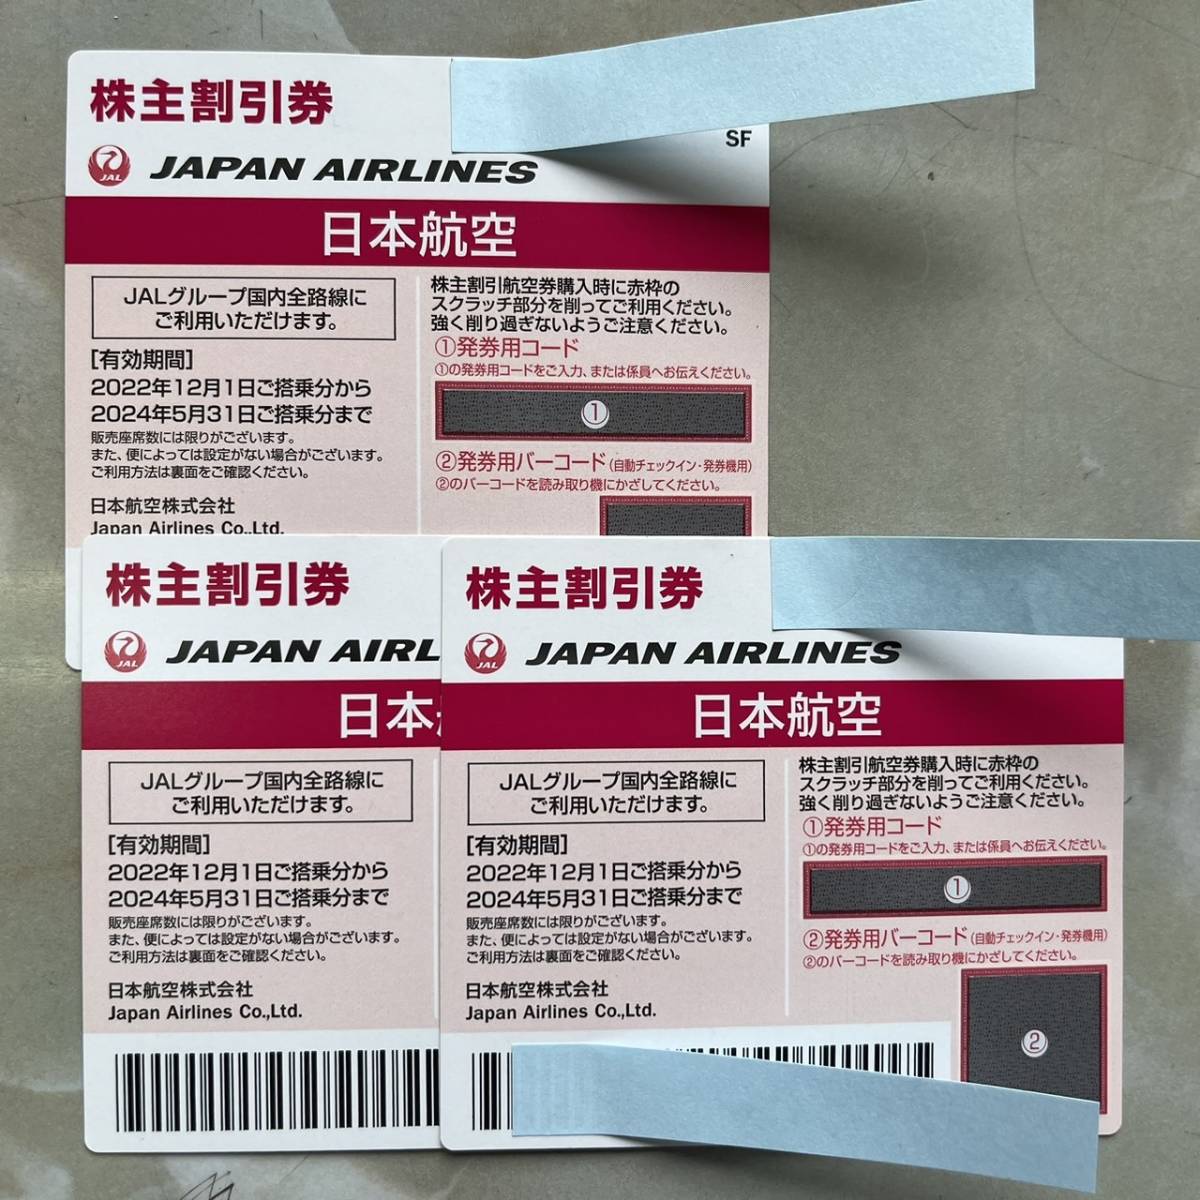 株主割引券
SF
JAL
JAPAN AIRLINES
日本航空
JALグループ国内全路線に
ご利用いただけます。
[有効期間]
2022年12月1日ご搭乗分から
2024年5月31日ご搭乗分まで
販売座席数には限りがございます。
また、便によっては設定がない場合がございます。
ご利用方法は裏面をご確認ください。
日本航空株式会社
Japan Airlines Co.,Ltd.
株主割引航空券購入時に赤枠の
スクラッチ部分を削ってご利用ください。
強く削り過ぎないようご注意ください。
①発券用コード
①の発券用コードをご入力、または係員へお伝えください。
①
②発券用バーコード(自動チェックイン・発券機用)
②のバーコードを読み取り機にかざしてください。
株主割引券
JAL
JAPAN AIRL
日本
JALグループ国内全路線に
ご利用いただけます。
[有効期間]
2022年12月1日ご搭乗分から
2024年5月31日ご搭乗分まで
販売座席数には限りがございます。
また、便によっては設定がない場合がございます。
ご利用方法は裏面をご確認ください。
日本航空株式会社
Japan Airlines Co.,Ltd.
株主割引券
JAL
JAPAN AIRLINES
日本航空
JALグループ国内全路線に
ご利用いただけます。
[有効期間]
2022年12月1日ご搭乗分から
2024年5月31日ご搭乗分まで
販売座席数には限りがございます。
また、便によっては設定がない場合がございます。
ご利用方法は裏面をご確認ください。
日本航空株式会社
Japan Airlines Co.,Ltd.
株主割引航空券購入時に赤枠の
スクラッチ部分を削ってご利用ください。
強く削り過ぎないようご注意ください。
①発券用コード
①の発券用コードをご入力、または係員へお伝えください。
①
②発券用バーコード(自動チェックイン・発券機用)
②のバーコードを読み取り機にかざしてください。
②